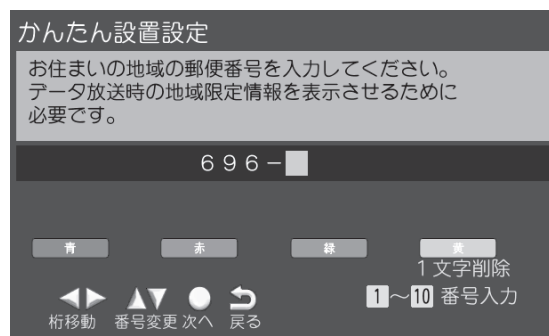 かんたん設置設定
お住まいの地域の郵便番号を入力してください。
データ放送時の地域限定情報を表示させるために
必要です。
696-
青 赤 緑 黄
1文字削除
桁移動 番号変更 次へ 戻る 1～10 番号入力